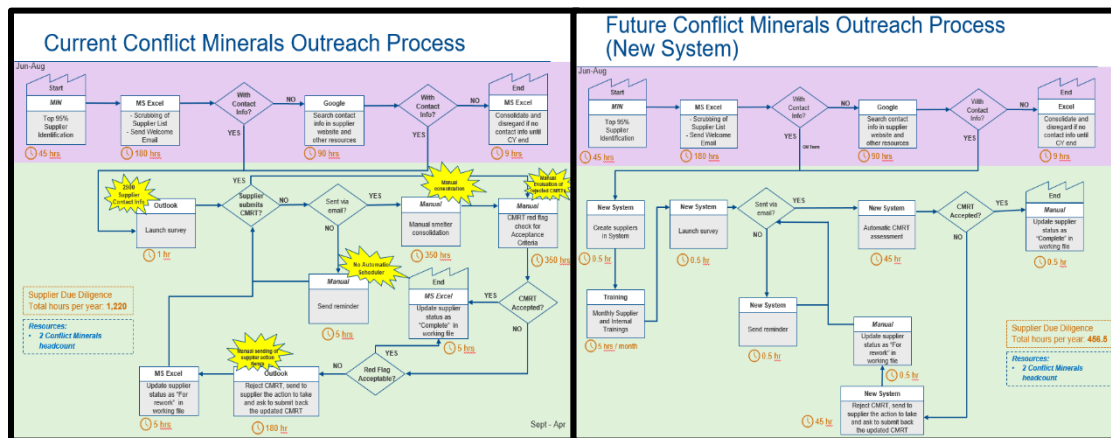 Current Conflict Minerals Outreach Process
Jun-Aug
Start
MIN
Top 95%
Supplier
Identification
45 hrs
MS Excel
- Scrubbing of
Supplier List
- Send Welcome
Email
180 hrs
With
Contact
Info?
NO
YES
Google
Search contact
info in supplier
website and
other resources
90 hrs
With
Contact
Info?
NO
YES
End
MS Excel
Consolidate and
disregard if no
contact info until
CY end
9 hrs
2500
Supplier
Contact Info
Outlook
Launch survey
1 hr
YES
Supplier
submits
CMRT?
NO
Sent via
email?
YES
NO
Manual
consolidation
Manual
Manual smelter
consolidation
350 hrs
Manual
Evaluation of
Manual
CMRT red flag
check for
Acceptance
Criteria
350 hrs
No Automatic
Scheduler
Manual
Send reminder
5 hrs
End
MS Excel
Update supplier
status as
"Complete" in
working file
5 hrs
YES
CMRT
Accepted?
NO
Supplier Due Diligence
Total hours per year: 1,220
Resources:
• 2 Conflict Minerals
headcount
Manual sending of
supplier action
MS Excel
Update supplier
status as "For
rework" in
working file
5 hrs
Outlook
Reject CMRT, send to
supplier the action to take
and ask to submit back
the updated CMRT
180 hr
NO
YES
Red Flag
Acceptable?
Sept - Apr
Future Conflict Minerals Outreach Process
(New System)
Jun-Aug
Start
MIN
Top 95%
Supplier
Identification
45 hrs
MS Excel
- Scrubbing of
Supplier List
- Send Welcome
Email
180 hrs
With
Contact
Info?
NO
YES
Google
Search contact
info in supplier
website and
other resources
90 hrs
With
Contact
Info?
NO
YES
End
Excel
Consolidate and
disregard if no
contact info until
CY end
9 hrs
New System
Create suppliers
in System
0.5 hr
New System
Launch survey
0.5 hr
Sent via
email?
YES
NO
New System
Automatic CMRT
assessment
45 hr
CMRT
Accepted?
YES
NO
End
Manual
Update supplier
status as
"Complete" in
working file
0.5 hr
Training
Monthly Supplier
and Internal
Trainings
5 hrs / month
New System
Send reminder
0.5 hr
Manual
Update supplier
status as "For
rework" in
working file
0.5 hr
New System
Reject CMRT, send to
supplier the action to take
and ask to submit back
the updated CMRT
45 hr
Supplier Due Diligence
Total hours per year: 456.5
Resources:
• 2 Conflict Minerals
headcount